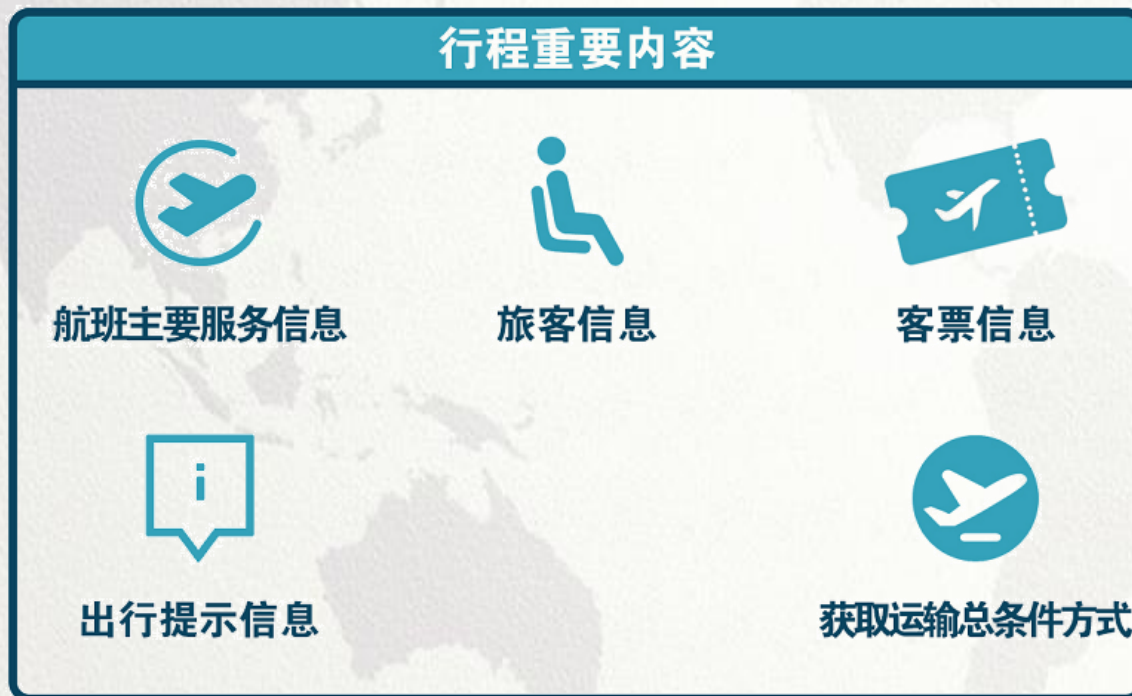 行程重要内容
航班主要服务信息
旅客信息
客票信息
i
出行提示信息
获取运输总条件方式